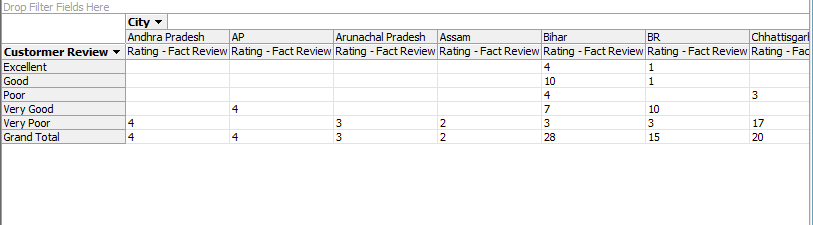 Drop Filter Fields Here
City
Andhra Pradesh AP Arunachal Pradesh Assam Bihar BR Chhattisgarl
Custormer Review Rating - Fact Review Rating - Fact Review Rating - Fact Review Rating - Fact Review Rating - Fact Review Rating - Fact Review Rating - Fac
Excellent 4 1
Good 10 1
Poor 4 3
Very Good 4 7 10
Very Poor 4 3 2 3 3 17
Grand Total 4 4 3 2 28 15 20